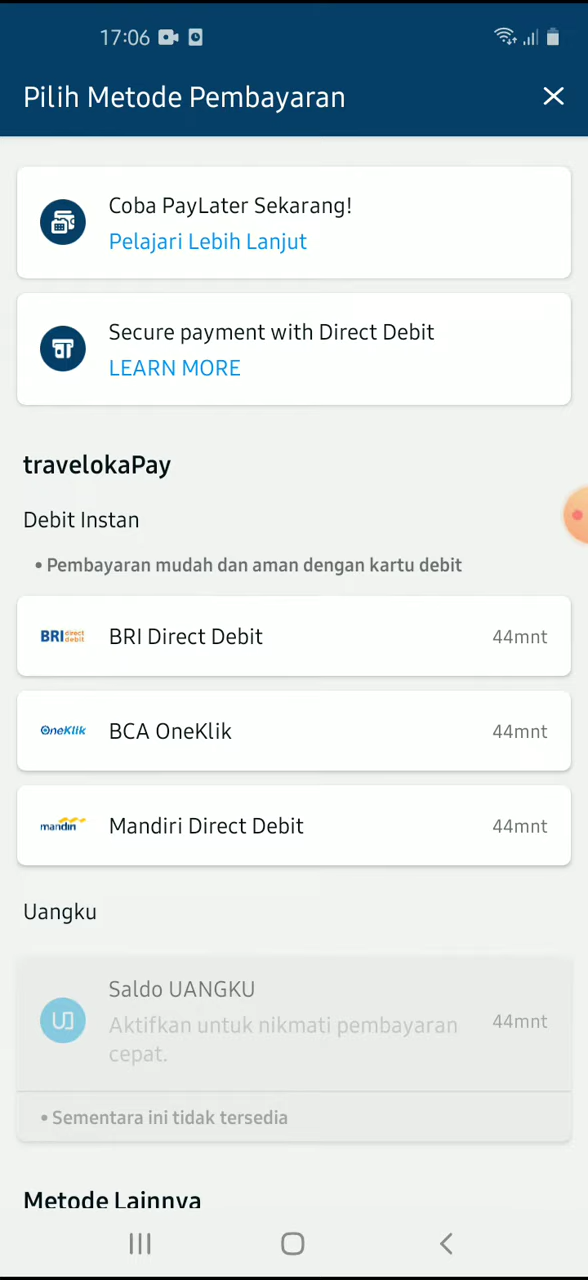 17:06
Pilih Metode Pembayaran
Coba PayLater Sekarang!
Pelajari Lebih Lanjut
Secure payment with Direct Debit
LEARN MORE
travelokaPay
Debit Instan
• Pembayaran mudah dan aman dengan kartu debit
BRI direct debit BRI Direct Debit 44mnt
OneKlik BCA OneKlik 44mnt
mandiri Mandiri Direct Debit 44mnt
Uangku
Saldo UANGKU
Aktifkan untuk nikmati pembayaran 44mnt
cepat.
• Sementara ini tidak tersedia
Metode Lainnya